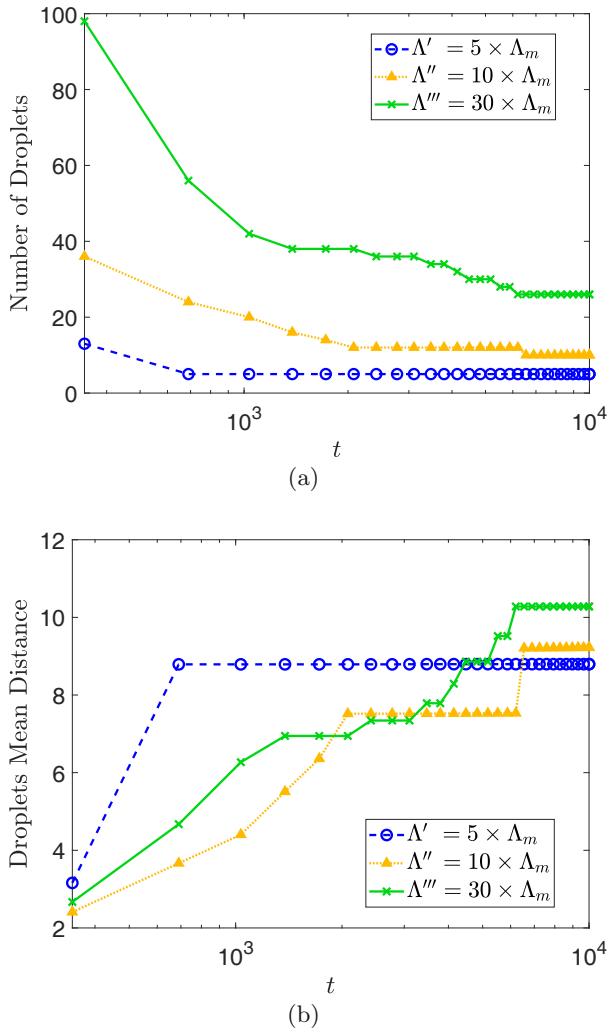 100
80
60
40
20
0
Number of Droplets
Λ′ = 5 × Λₘ
Λ″ = 10 × Λₘ
Λ‴ = 30 × Λₘ
10³
10⁴
t
(a)
12
10
8
6
4
2
Droplets Mean Distance
Λ′ = 5 × Λₘ
Λ″ = 10 × Λₘ
Λ‴ = 30 × Λₘ
10³
10⁴
t
(b)